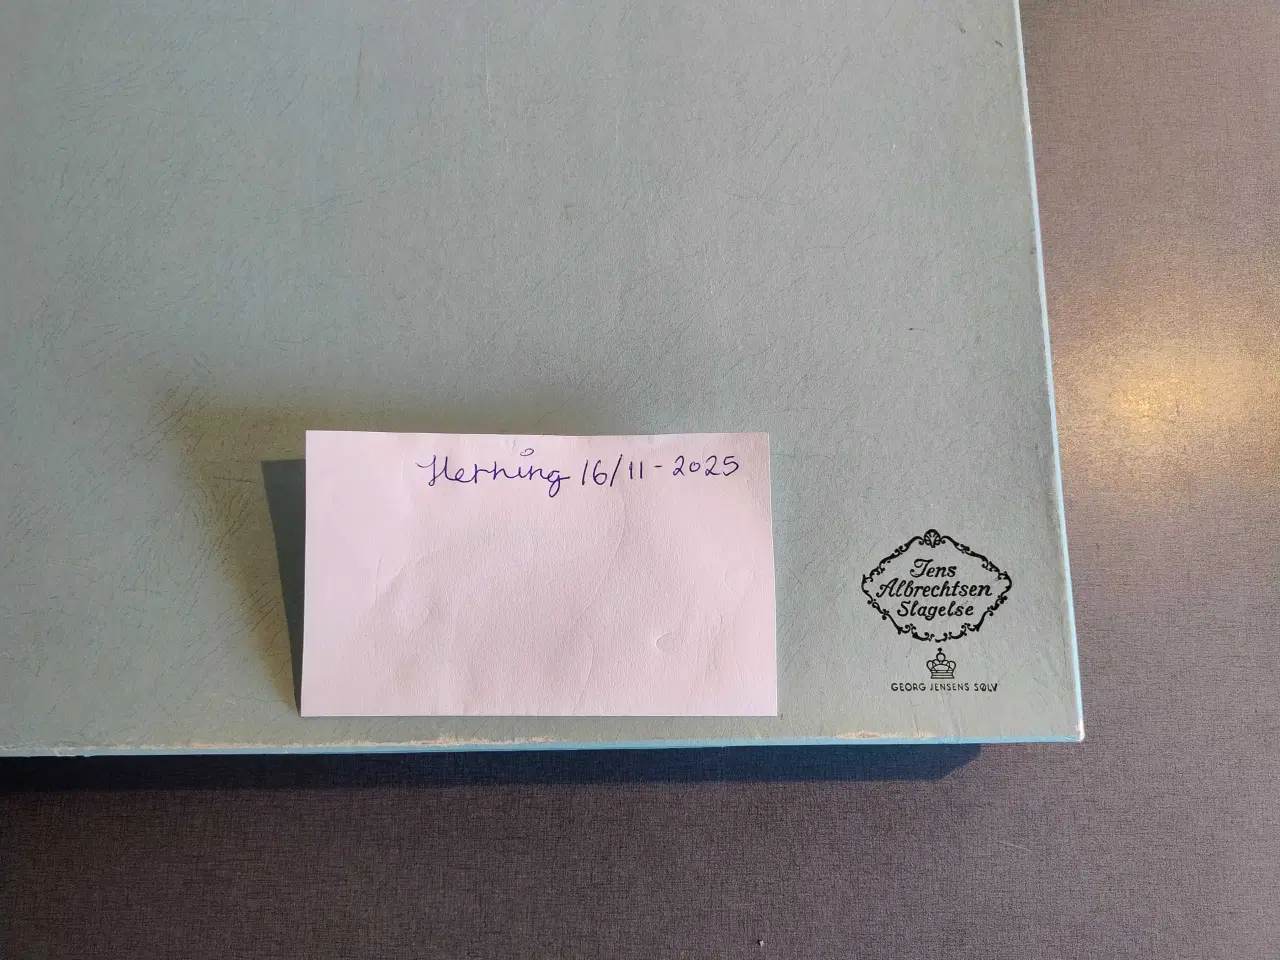 Herning 16/11-2025
Jens
Albrechtsen
Slagelse
GEORG JENSENS SØLV